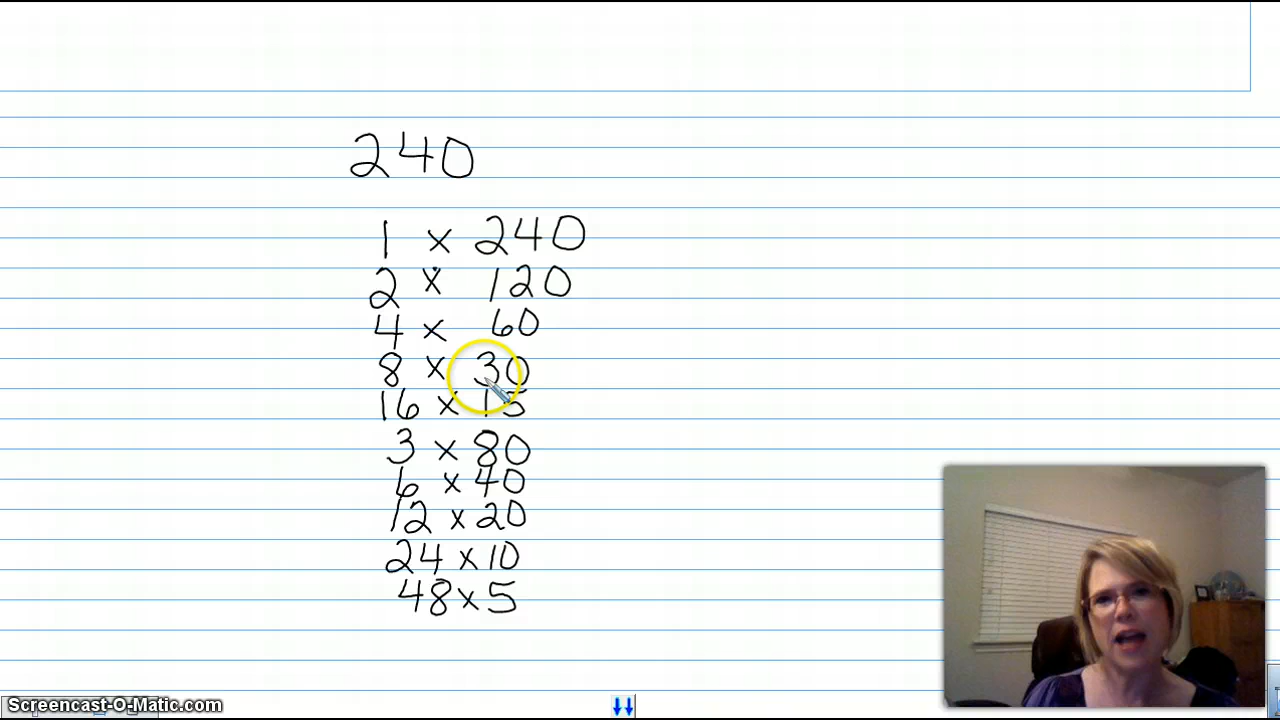 240
1 x 240
2 x 120
4 x 60
8 x 30
16 x 15
3 x 80
6 x 40
12 x 20
24 x 10
48 x 5
Screencast-O-Matic.com